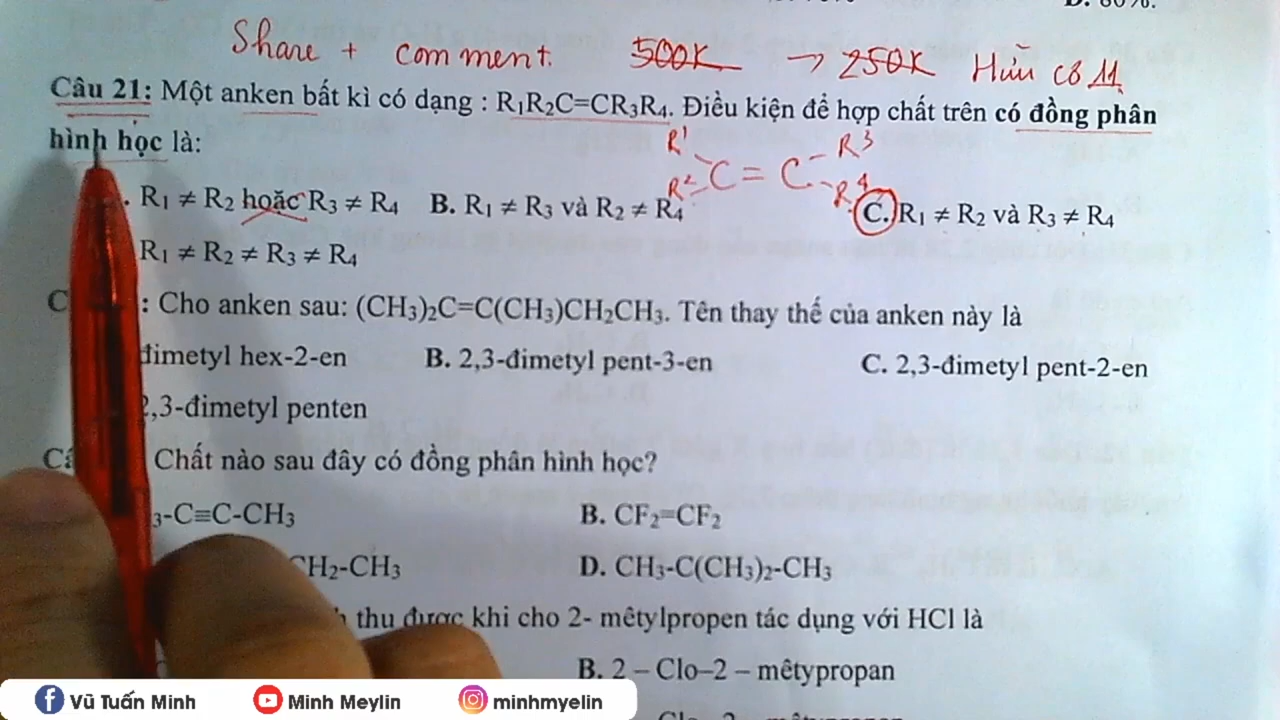 D. 80%.
Share + comment. 500K → 250K Hữu cơ 11
Câu 21: Một anken bất kì có dạng : R1R2C=CR3R4. Điều kiện để hợp chất trên có đồng phân
hình học là:
R1 C = C R3
R2 R4
. R1 ≠ R2 hoặc R3 ≠ R4 B. R1 ≠ R3 và R2 ≠ R4 C. R1 ≠ R2 và R3 ≠ R4
R1 ≠ R2 ≠ R3 ≠ R4
C : Cho anken sau: (CH3)2C=C(CH3)CH2CH3. Tên thay thế của anken này là
đimetyl hex-2-en B. 2,3-đimetyl pent-3-en C. 2,3-đimetyl pent-2-en
2,3-đimetyl penten
Câ Chất nào sau đây có đồng phân hình học?
3-C≡C-CH3 B. CF2=CF2
CH2-CH3 D. CH3-C(CH3)2-CH3
thu được khi cho 2- mêtylpropen tác dụng với HCl là
B. 2 – Clo–2 – mêtypropan
Vũ Tuấn Minh Minh Meylin minhmyelin